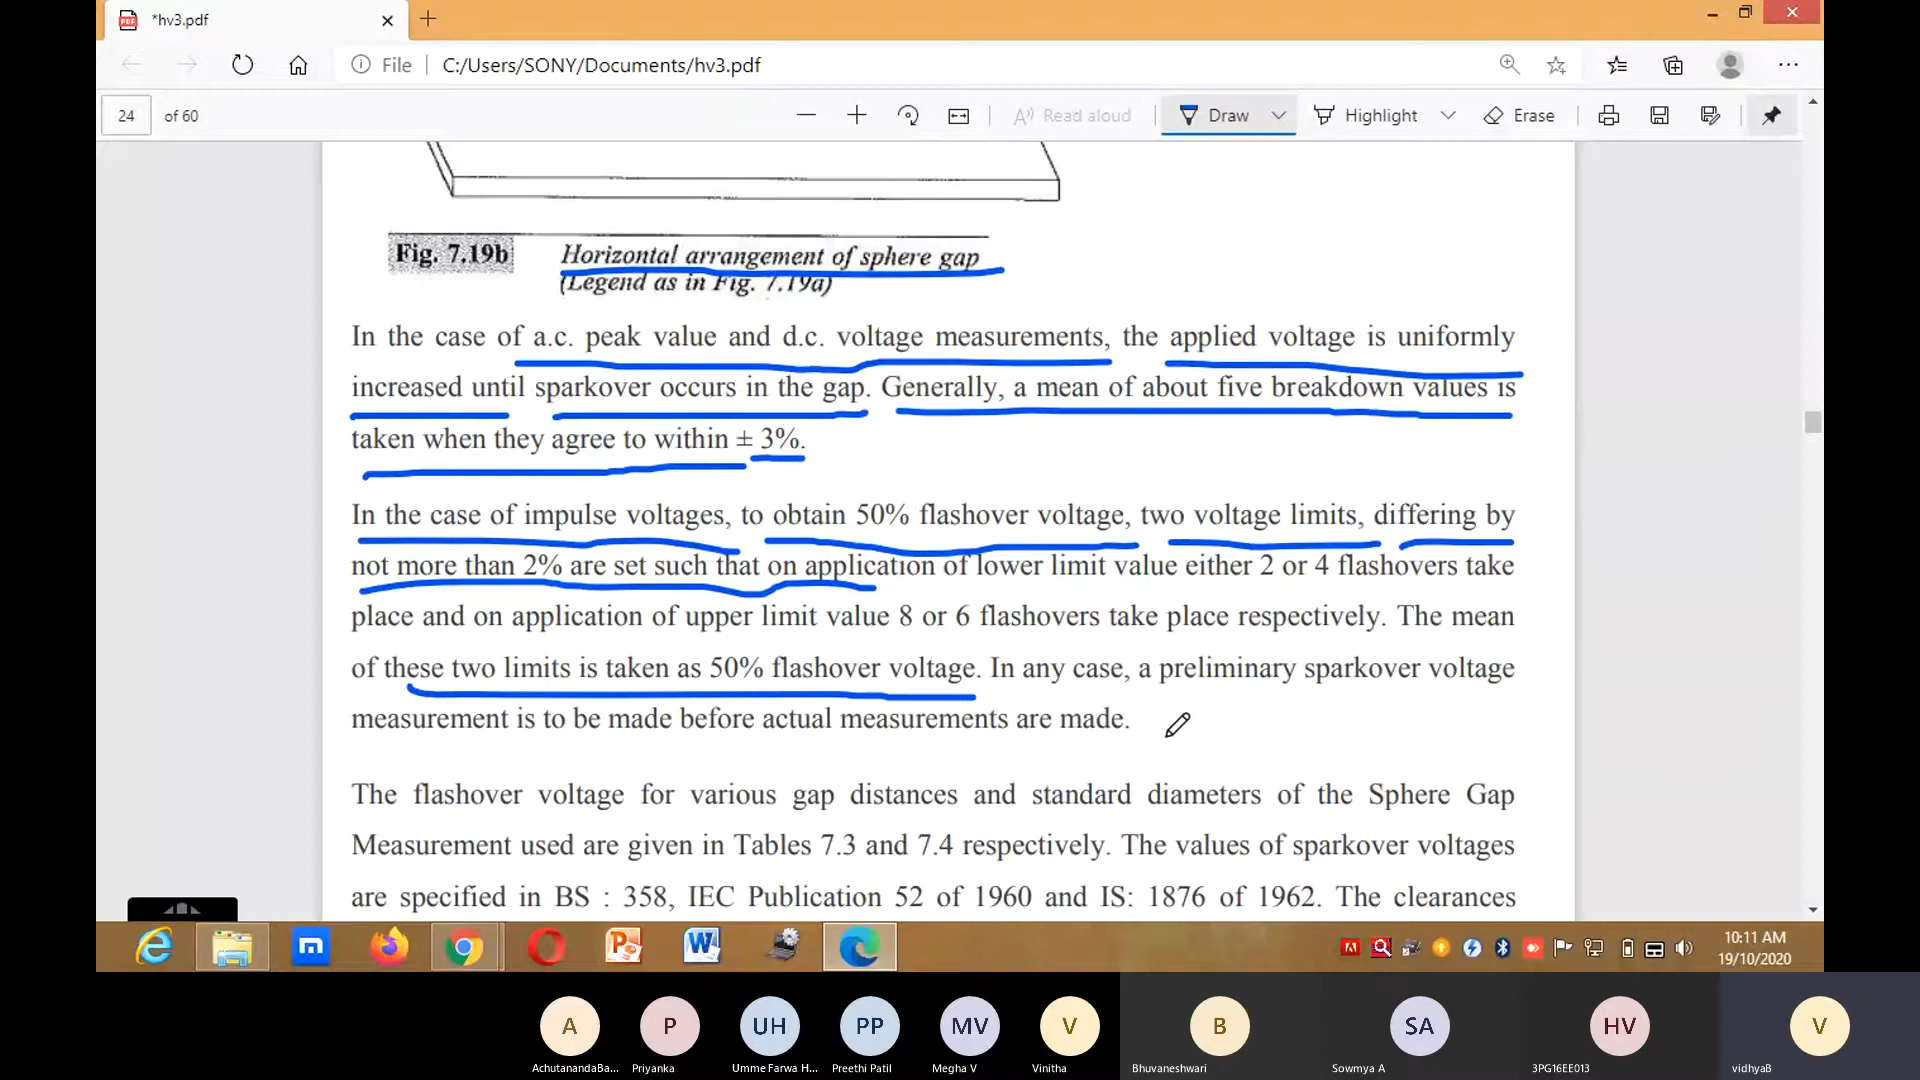 *hv3.pdf
File
C:/Users/SONY/Documents/hv3.pdf
24
of 60
Read aloud
Draw
Highlight
Erase
Fig. 7.19b
Horizontal arrangement of sphere gap
(Legend as in Fig. 7.19a)
In the case of a.c. peak value and d.c. voltage measurements, the applied voltage is uniformly
increased until sparkover occurs in the gap. Generally, a mean of about five breakdown values is
taken when they agree to within ± 3%.
In the case of impulse voltages, to obtain 50% flashover voltage, two voltage limits, differing by
not more than 2% are set such that on application of lower limit value either 2 or 4 flashovers take
place and on application of upper limit value 8 or 6 flashovers take place respectively. The mean
of these two limits is taken as 50% flashover voltage. In any case, a preliminary sparkover voltage
measurement is to be made before actual measurements are made.
The flashover voltage for various gap distances and standard diameters of the Sphere Gap
Measurement used are given in Tables 7.3 and 7.4 respectively. The values of sparkover voltages
are specified in BS : 358, IEC Publication 52 of 1960 and IS: 1876 of 1962. The clearances
10:11 AM
19/10/2020
A
P
UH
PP
MV
V
B
SA
HV
V
AchutanandaBa...
Priyanka
Umme Farwa H...
Preethi Patil
Megha V
Vinitha
Bhuvaneshwari
Sowmya A
3PG16EE013
vidhyaB